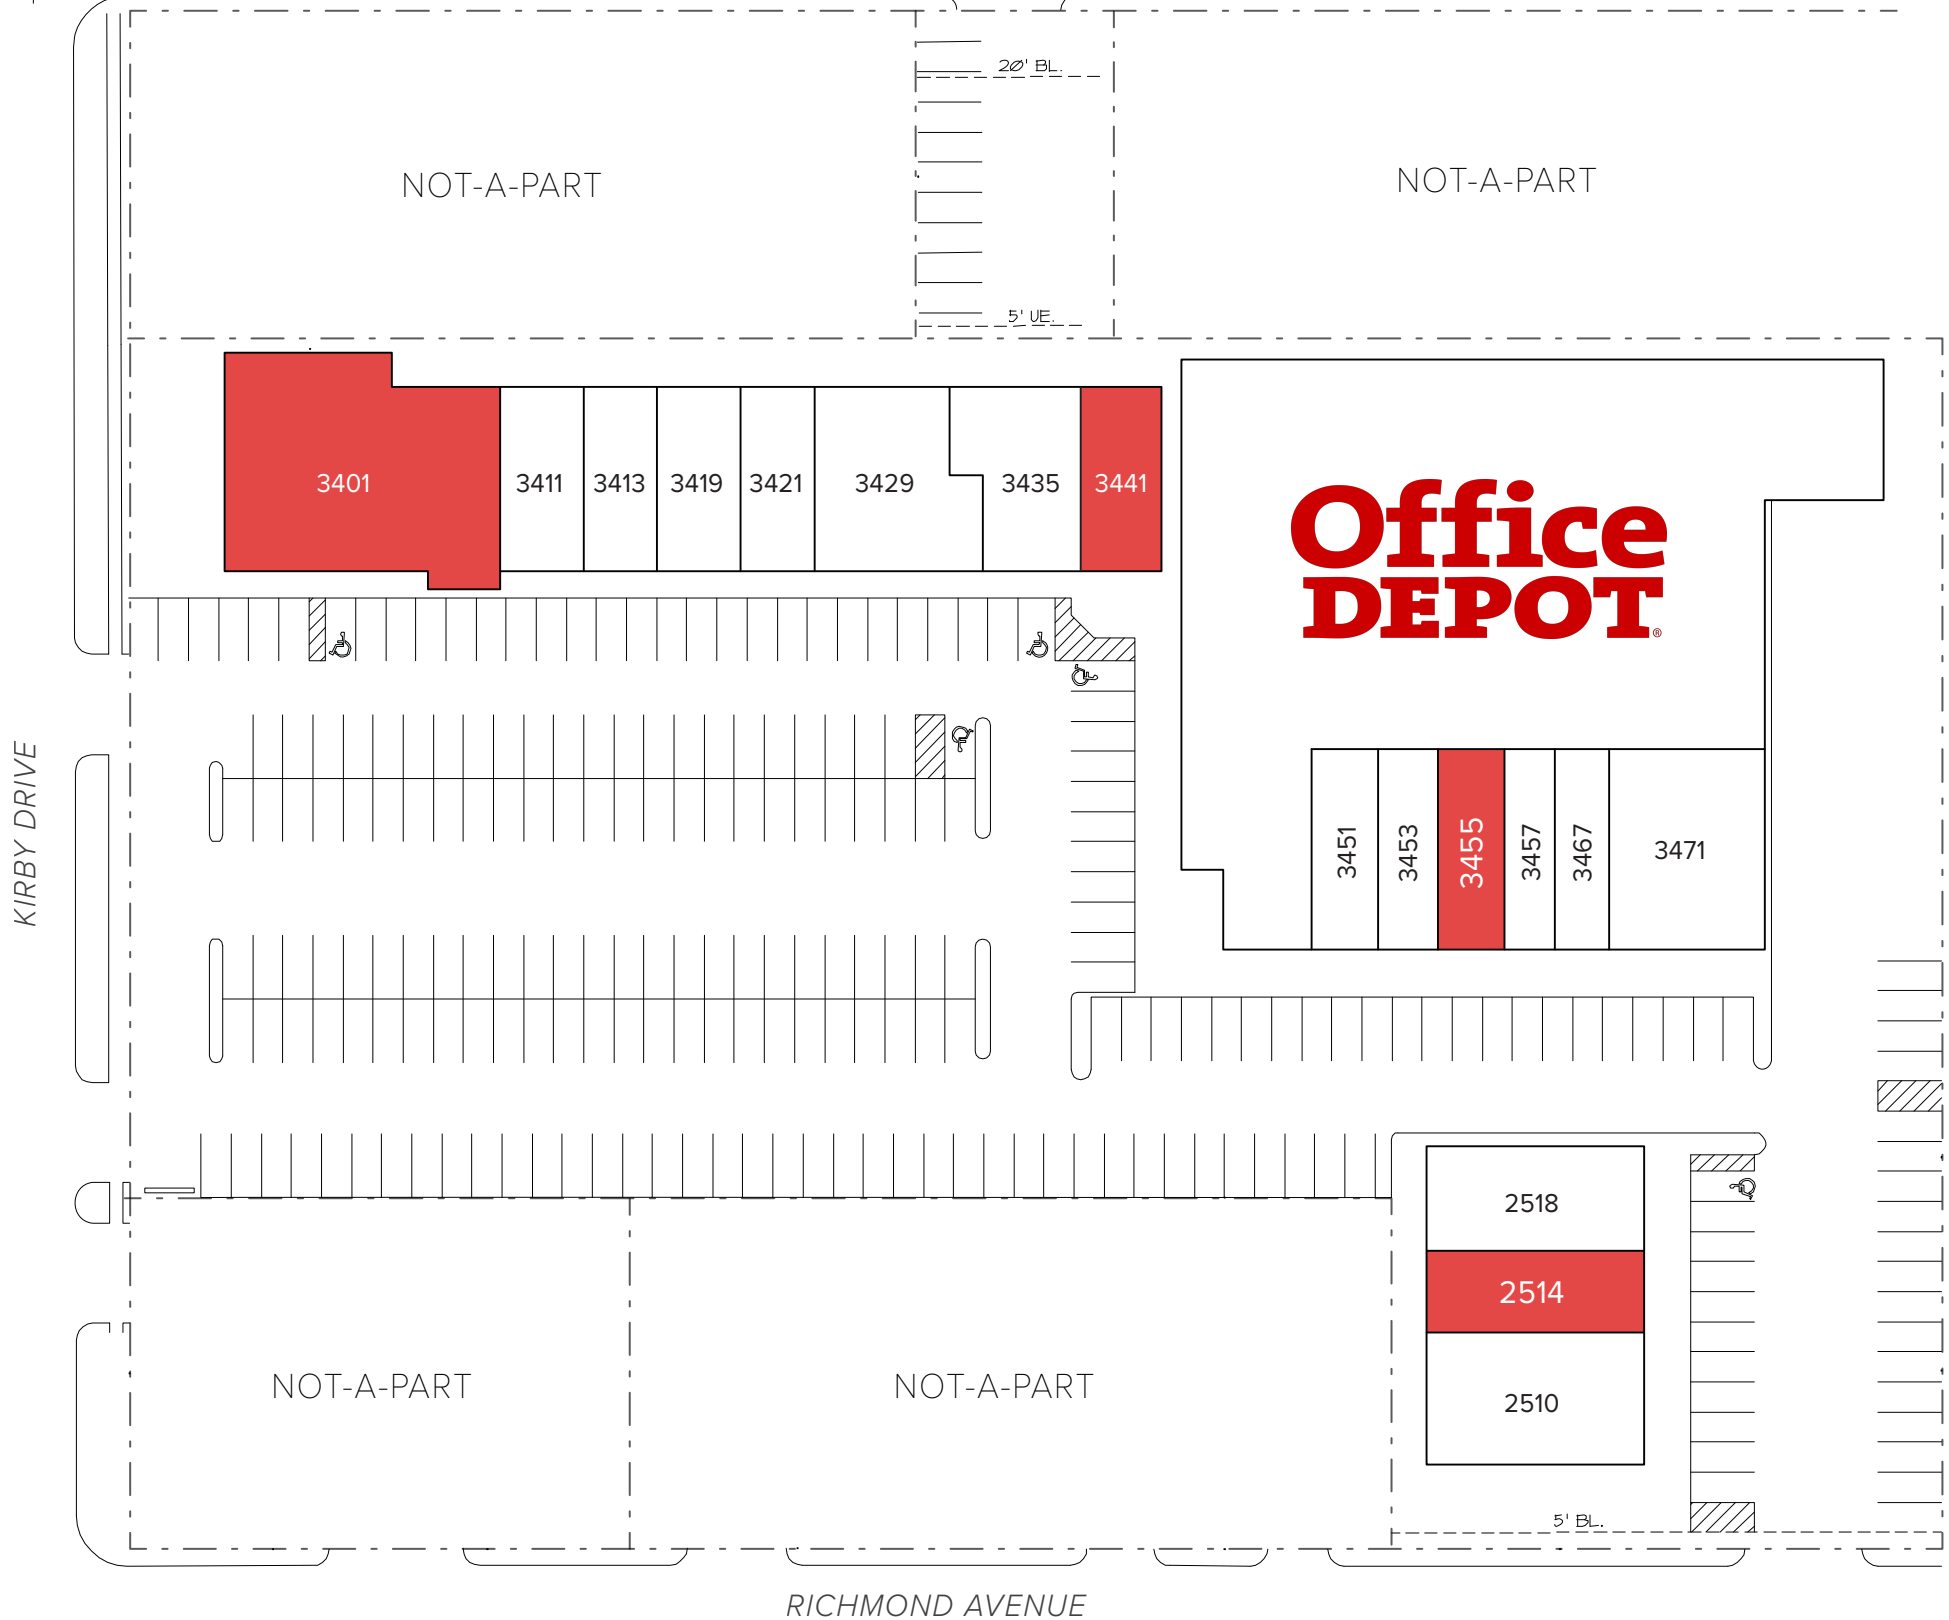 20' BL.
NOT-A-PART
NOT-A-PART
5' UE.
3401
3411
3413
3419
3421
3429
3435
3441
Office
DEPOT®
KIRBY DRIVE
3451
3453
3455
3457
3467
3471
2518
2514
2510
NOT-A-PART
NOT-A-PART
5' BL.
RICHMOND AVENUE